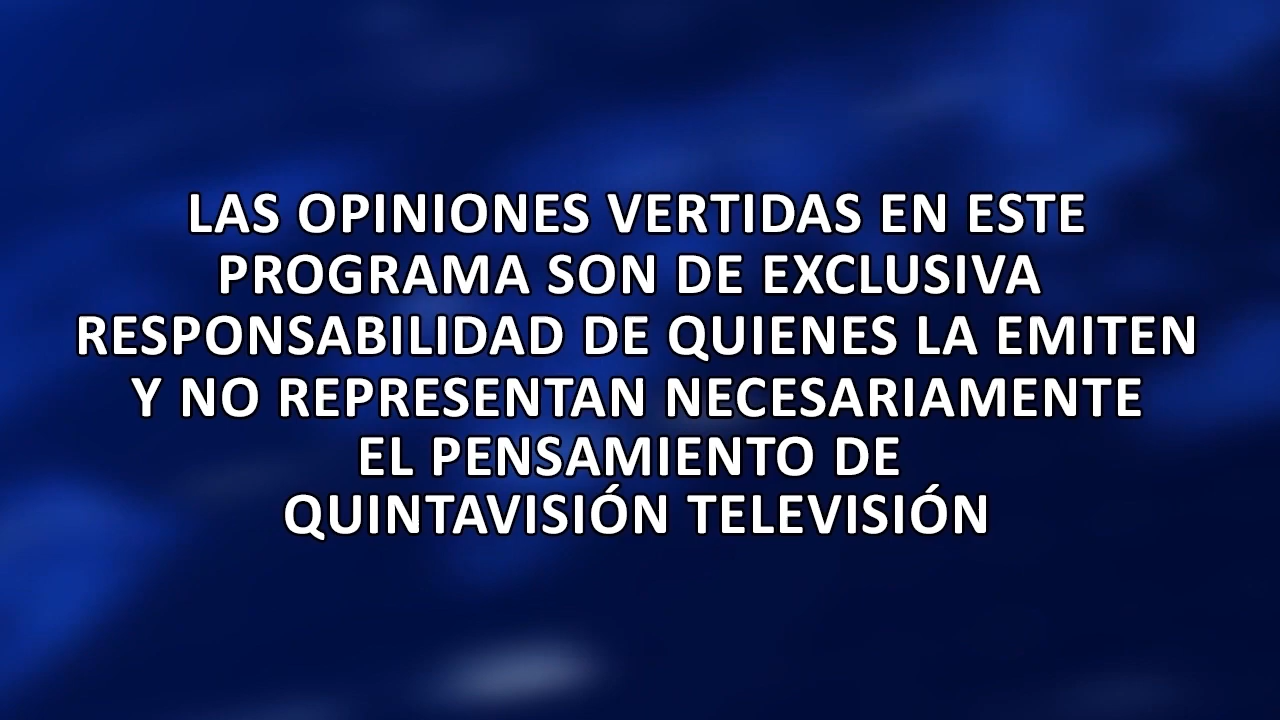 LAS OPINIONES VERTIDAS EN ESTE
PROGRAMA SON DE EXCLUSIVA
RESPONSABILIDAD DE QUIENES LA EMITEN
Y NO REPRESENTAN NECESARIAMENTE
EL PENSAMIENTO DE
QUINTAVISIÓN TELEVISIÓN